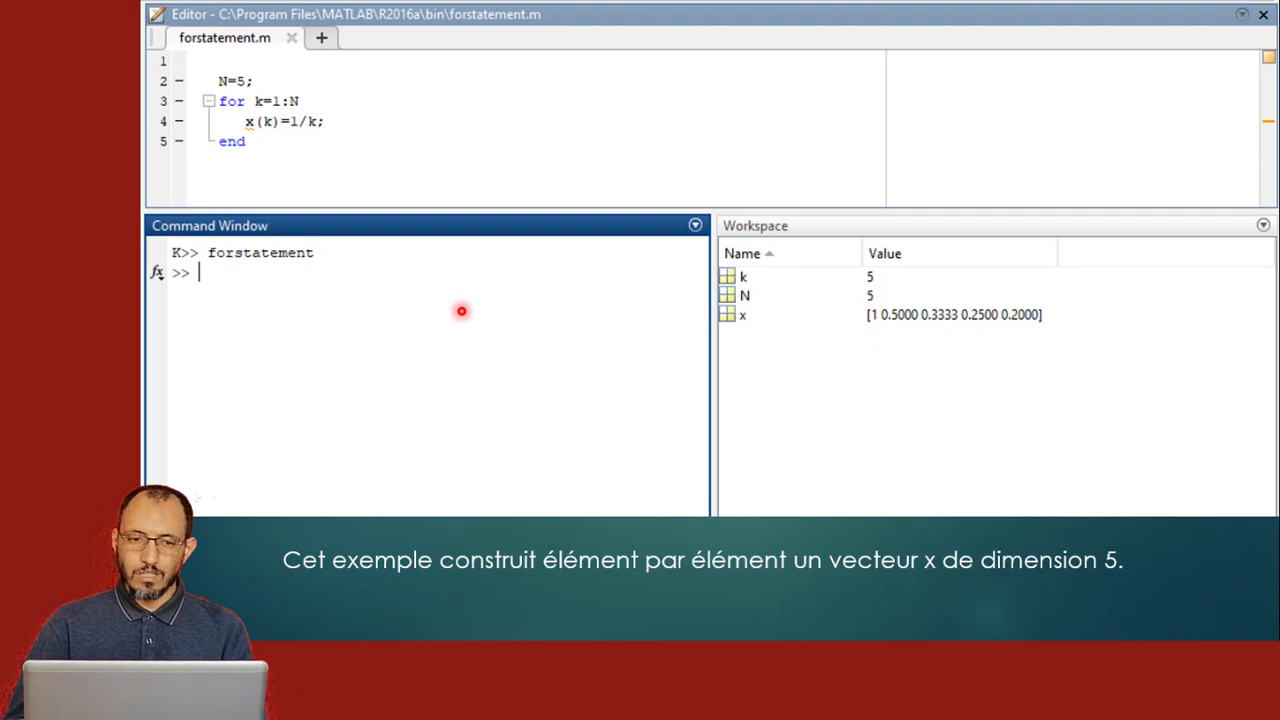 Editor - C:\Program Files\MATLAB\R2016a\bin\forstatement.m
forstatement.m
1
2 - N=5;
3 - for k=1:N
4 - x(k)=1/k;
5 - end
Command Window
K>> forstatement
fx >>
Workspace
Name Value
k 5
N 5
x [1 0.5000 0.3333 0.2500 0.2000]
Cet exemple construit élément par élément un vecteur x de dimension 5.